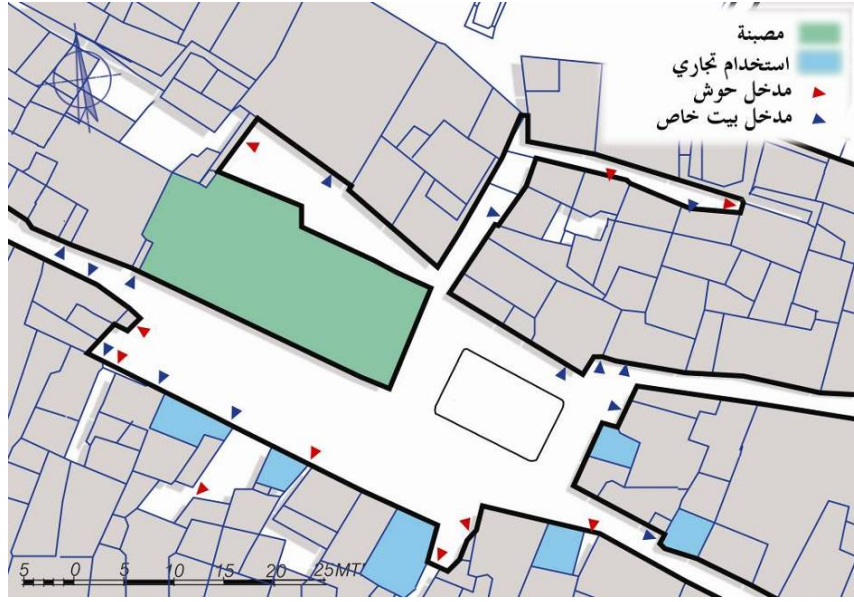 مصبنة
استخدام تجاري
مدخل حوش
مدخل بيت خاص
5 0 5 10 15 20 25MT